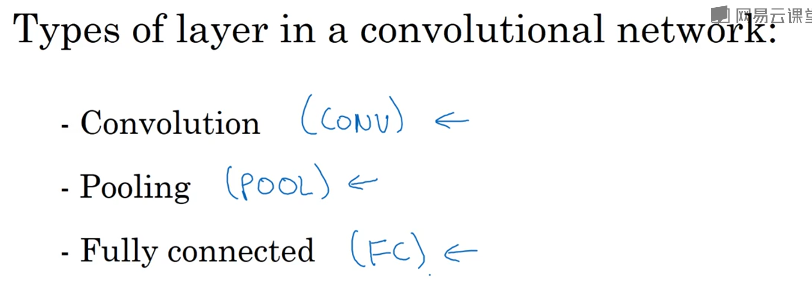 网易云课堂
Types of layer in a convolutional network:
- Convolution (CONV) ←
- Pooling (POOL) ←
- Fully connected (FC) ←